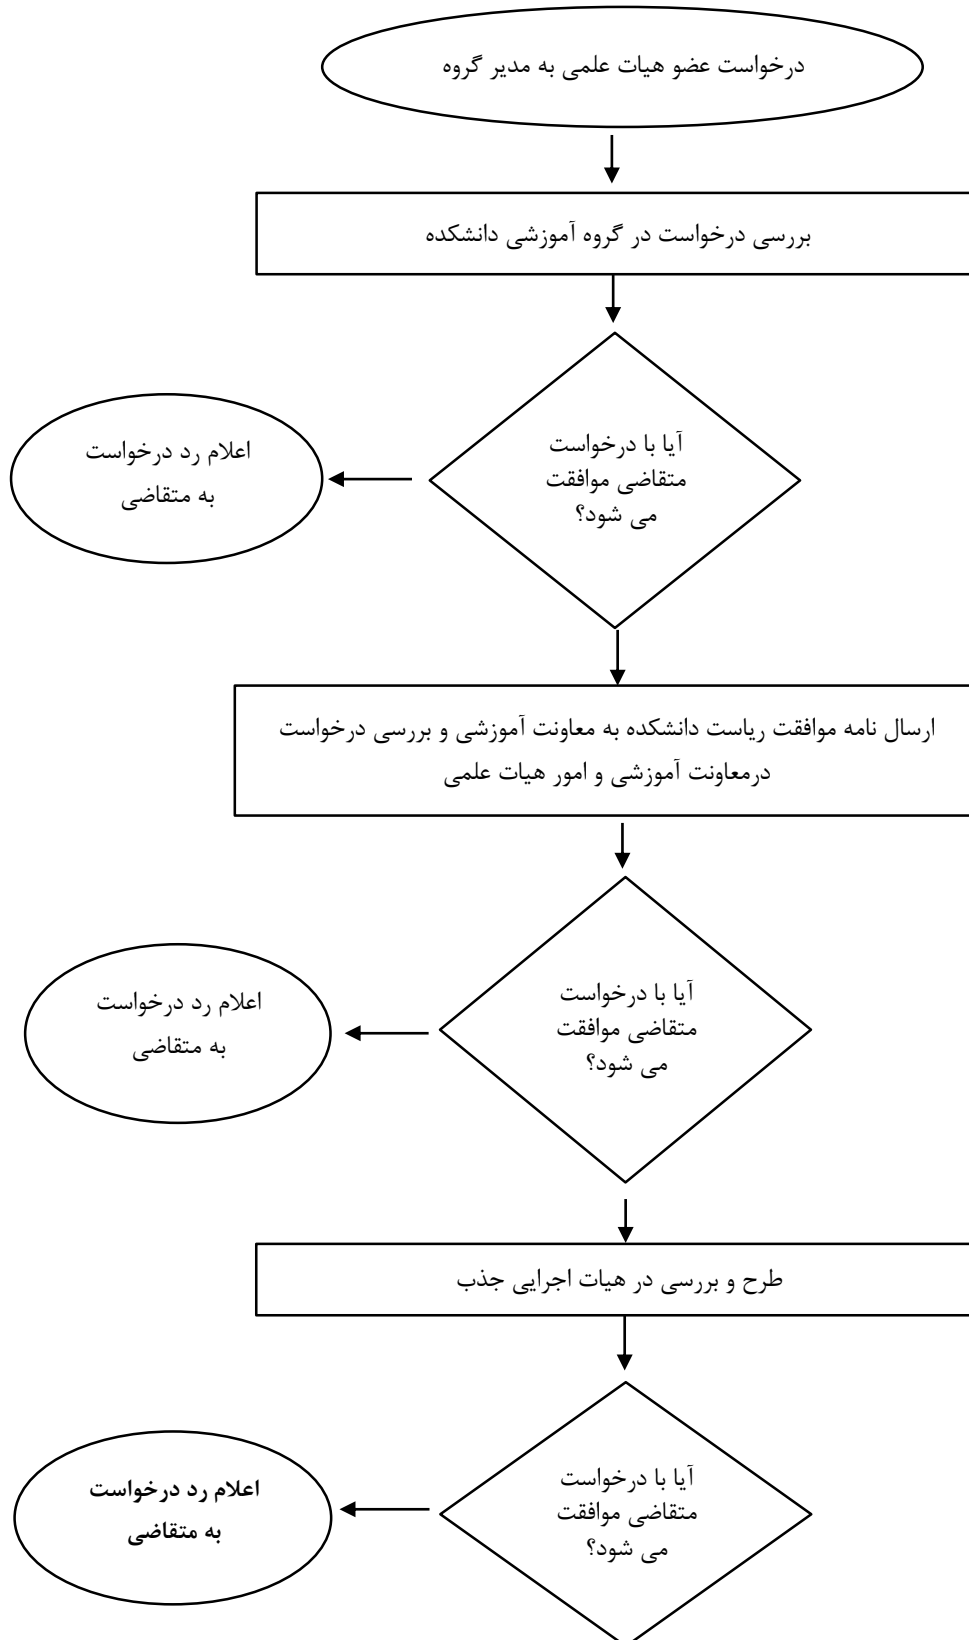 درخواست عضو هیات علمی به مدیر گروه
بررسی درخواست در گروه آموزشی دانشکده
آیا با درخواست
متقاضی موافقت
می شود؟
اعلام رد درخواست
به متقاضی
ارسال نامه موافقت ریاست دانشکده به معاونت آموزشی و بررسی درخواست
درمعاونت آموزشی و امور هیات علمی
آیا با درخواست
متقاضی موافقت
می شود؟
اعلام رد درخواست
به متقاضی
طرح و بررسی در هیات اجرایی جذب
آیا با درخواست
متقاضی موافقت
می شود؟
اعلام رد درخواست
به متقاضی